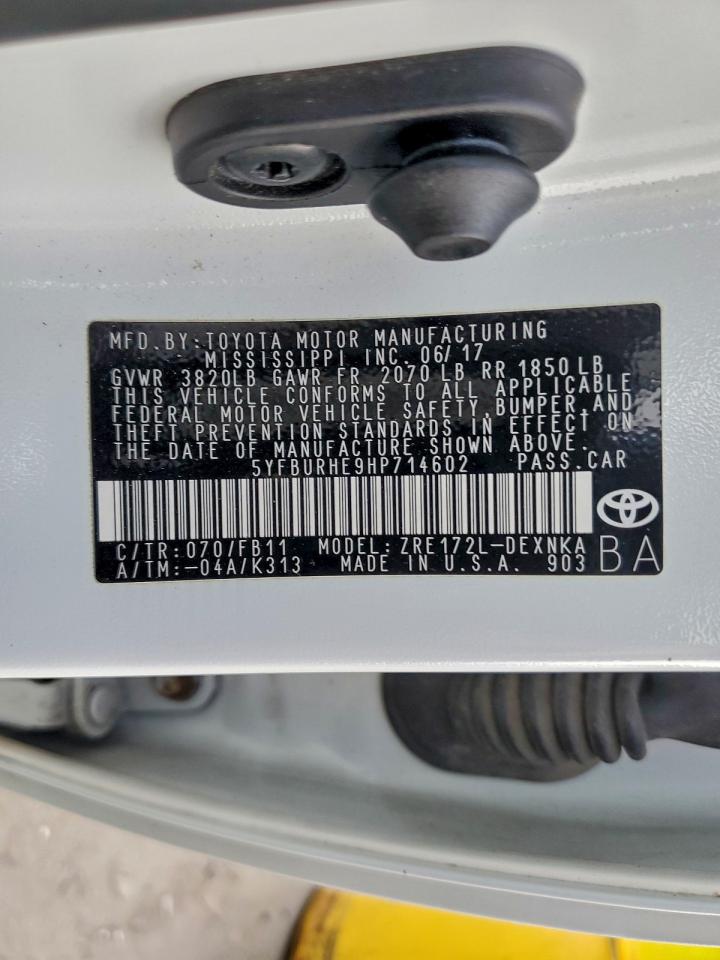 MFD.BY:TOYOTA MOTOR MANUFACTURING
MISSISSIPPI INC. 06/17
GVWR 3820LB GAWR FR 2070 LB RR 1850 LB
THIS VEHICLE CONFORMS TO ALL APPLICABLE
FEDERAL MOTOR VEHICLE SAFETY,BUMPER,AND
THEFT PREVENTION STANDARDS IN EFFECT ON
THE DATE OF MANUFACTURE SHOWN ABOVE.
5YFBURHE9HP714602 PASS.CAR
C/TR:070/FB11 MODEL:ZRE172L-DEXNKA
A/TM:-04A/K313 MADE IN U.S.A. 903 BA